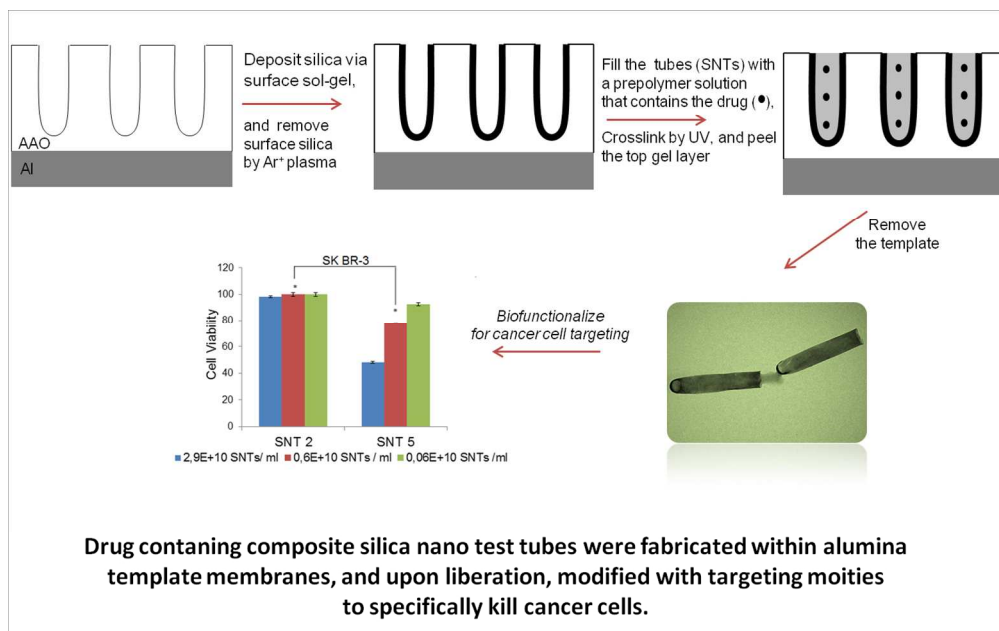 Deposit silica via
surface sol-gel,
and remove
surface silica
by Ar⁺ plasma
Fill the tubes (SNTs) with
a prepolymer solution
that contains the drug (•),
Crosslink by UV, and peel
the top gel layer
AAO
Al
Remove
the template
Biofunctionalize
for cancer cell targeting
SK BR-3
Cell Viability
120
100
80
60
40
20
0
*
*
SNT 2
SNT 5
2,9E+10 SNTs/ ml
0,6E+10 SNTs / ml
0,06E+10 SNTs /ml
Drug contaning composite silica nano test tubes were fabricated within alumina
template membranes, and upon liberation, modified with targeting moities
to specifically kill cancer cells.